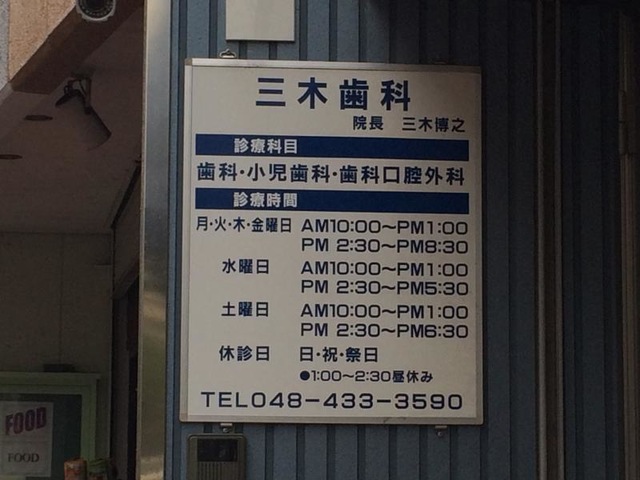 三木歯科
院長 三木博之
診療科目
歯科・小児歯科・歯科口腔外科
診療時間
月・火・木・金曜日 AM10:00〜PM1:00
PM 2:30〜PM8:30
水曜日 AM10:00〜PM1:00
PM 2:30〜PM5:30
土曜日 AM10:00〜PM1:00
PM 2:30〜PM6:30
休診日 日・祝・祭日
●1:00〜2:30昼休み
TEL048-433-3590
FOOD
FOOD